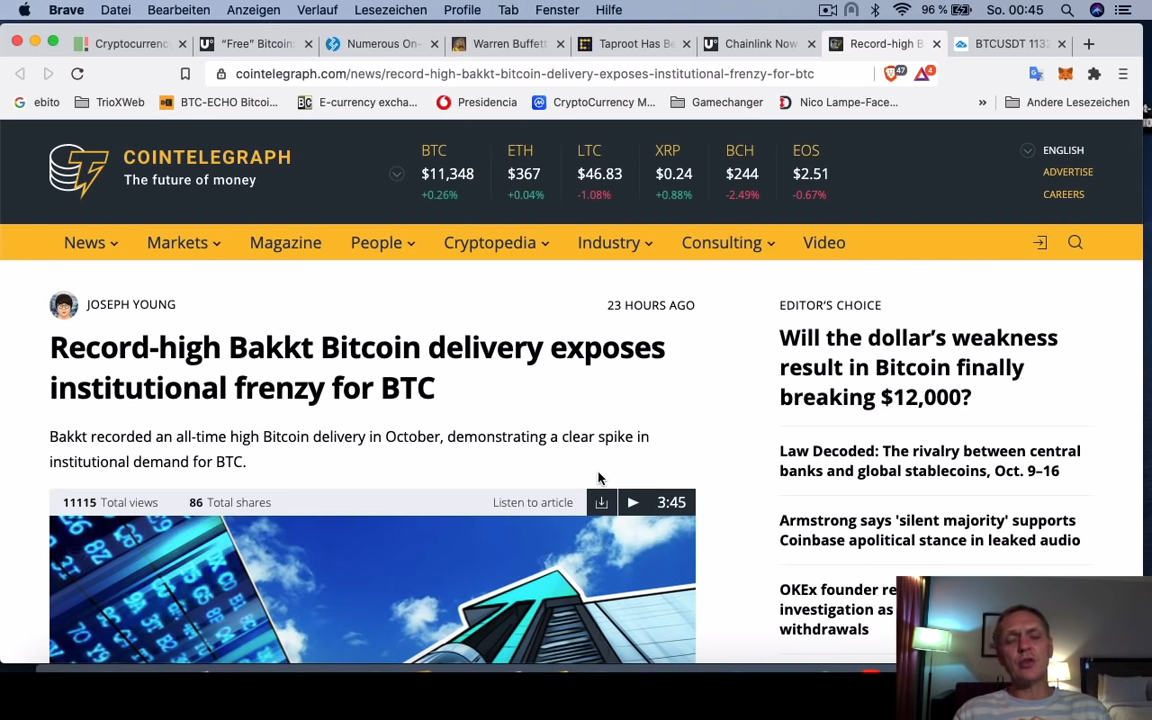 Brave Datei Bearbeiten Anzeigen Verlauf Lesezeichen Profile Tab Fenster Hilfe 96 % So. 00:45
Cryptocurrenc "Free" Bitcoin Numerous On- Warren Buffett Taproot Has Be Chainlink Now Record-high B BTCUSDT 1132
cointelegraph.com/news/record-high-bakkt-bitcoin-delivery-exposes-institutional-frenzy-for-btc 47 4
ebito TrioXWeb BTC-ECHO Bitcoi... E-currency excha... Presidencia CryptoCurrency M... Gamechanger Nico Lampe-Face... » Andere Lesezeichen
COINTELEGRAPH
The future of money
BTC ETH LTC XRP BCH EOS
$11,348 $367 $46.83 $0.24 $244 $2.51
+0.26% +0.04% -1.08% +0.88% -2.49% -0.67%
ENGLISH
ADVERTISE
CAREERS
News Markets Magazine People Cryptopedia Industry Consulting Video
JOSEPH YOUNG 23 HOURS AGO
Record-high Bakkt Bitcoin delivery exposes
institutional frenzy for BTC
Bakkt recorded an all-time high Bitcoin delivery in October, demonstrating a clear spike in
institutional demand for BTC.
11115 Total views 86 Total shares Listen to article 3:45
EDITOR'S CHOICE
Will the dollar's weakness
result in Bitcoin finally
breaking $12,000?
Law Decoded: The rivalry between central
banks and global stablecoins, Oct. 9–16
Armstrong says 'silent majority' supports
Coinbase apolitical stance in leaked audio
OKEx founder re
investigation as
withdrawals